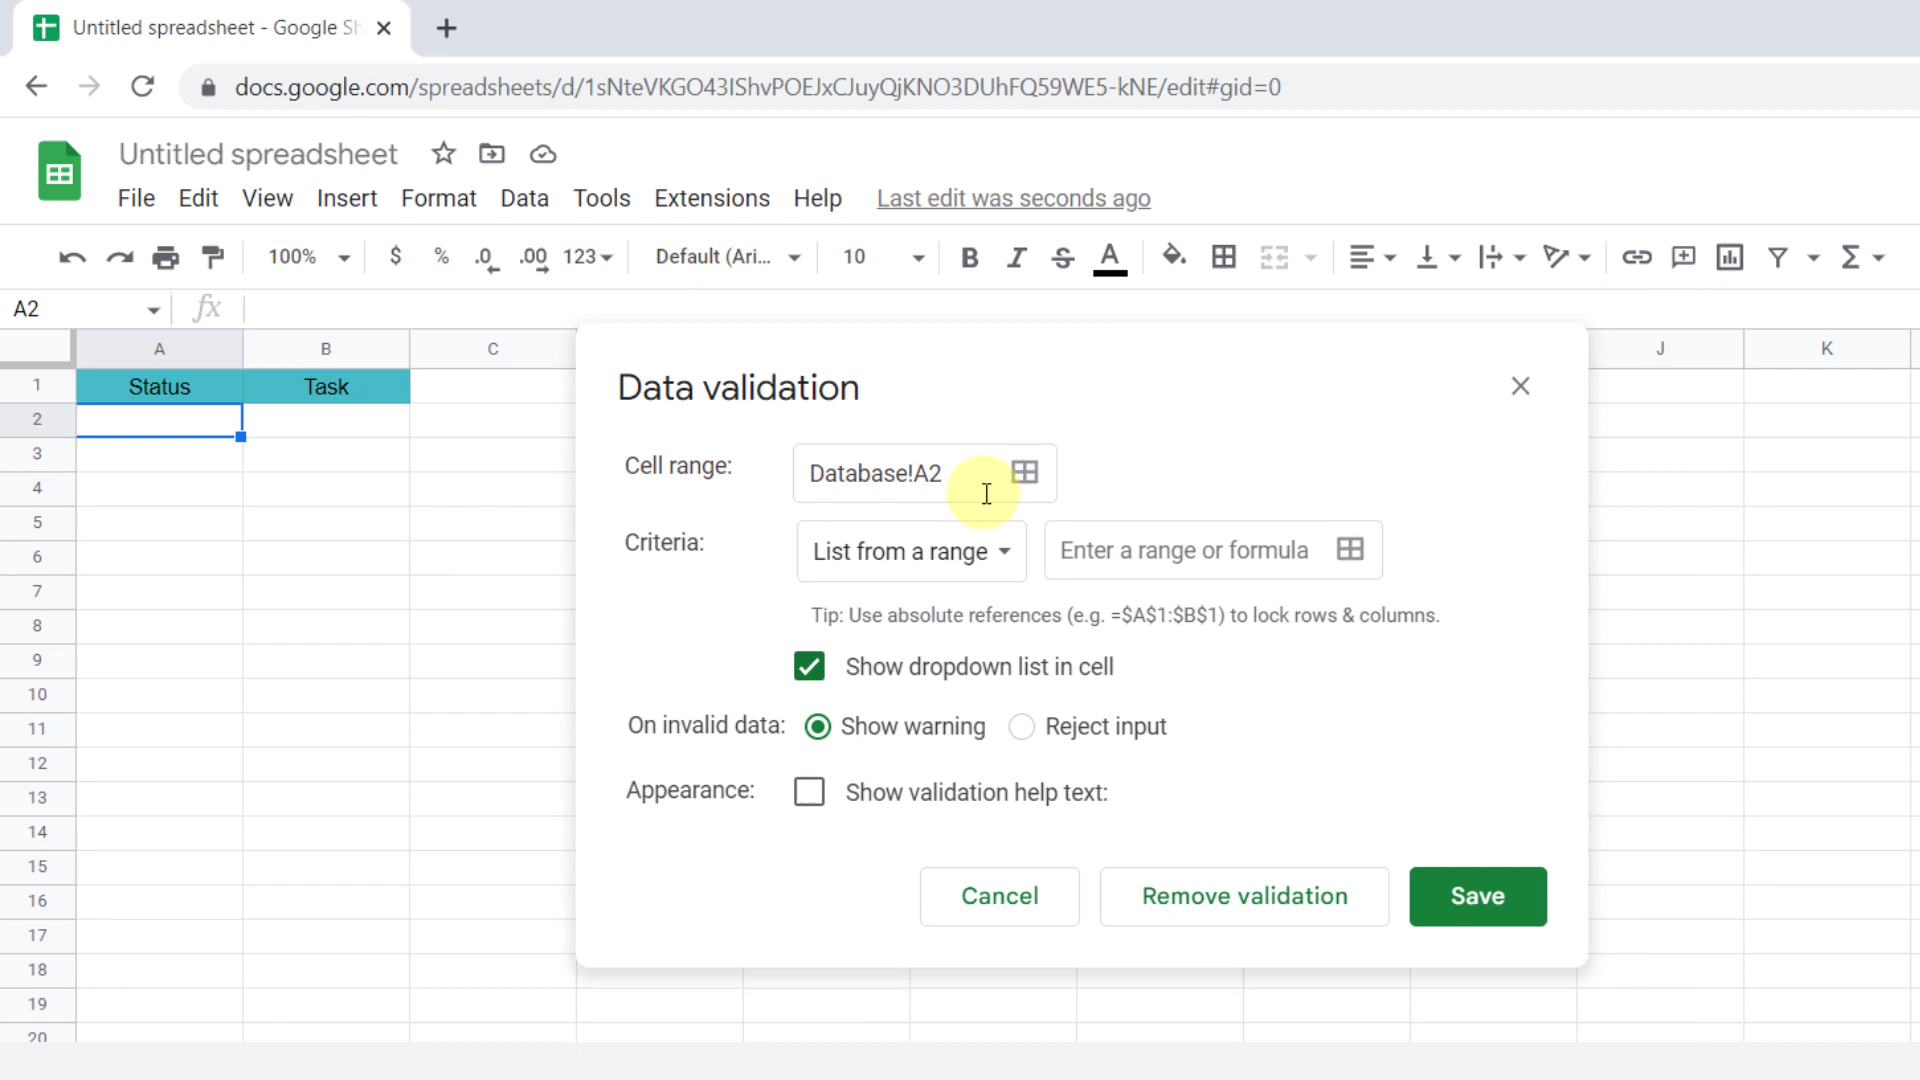 Untitled spreadsheet - Google Sh
docs.google.com/spreadsheets/d/1sNteVKGO43IShvPOEJxCJuyQjKNO3DUhFQ59WE5-kNE/edit#gid=0
Untitled spreadsheet
File Edit View Insert Format Data Tools Extensions Help Last edit was seconds ago
100% $ % .0 .00 123 Default (Ari... 10 B I S A Σ
A2 fx
A B C J K
1 Status Task
2
3
4
5
6
7
8
9
10
11
12
13
14
15
16
17
18
19
20
Data validation
Cell range: Database!A2
Criteria: List from a range Enter a range or formula
Tip: Use absolute references (e.g. =$A$1:$B$1) to lock rows & columns.
Show dropdown list in cell
On invalid data: Show warning Reject input
Appearance: Show validation help text:
Cancel Remove validation Save